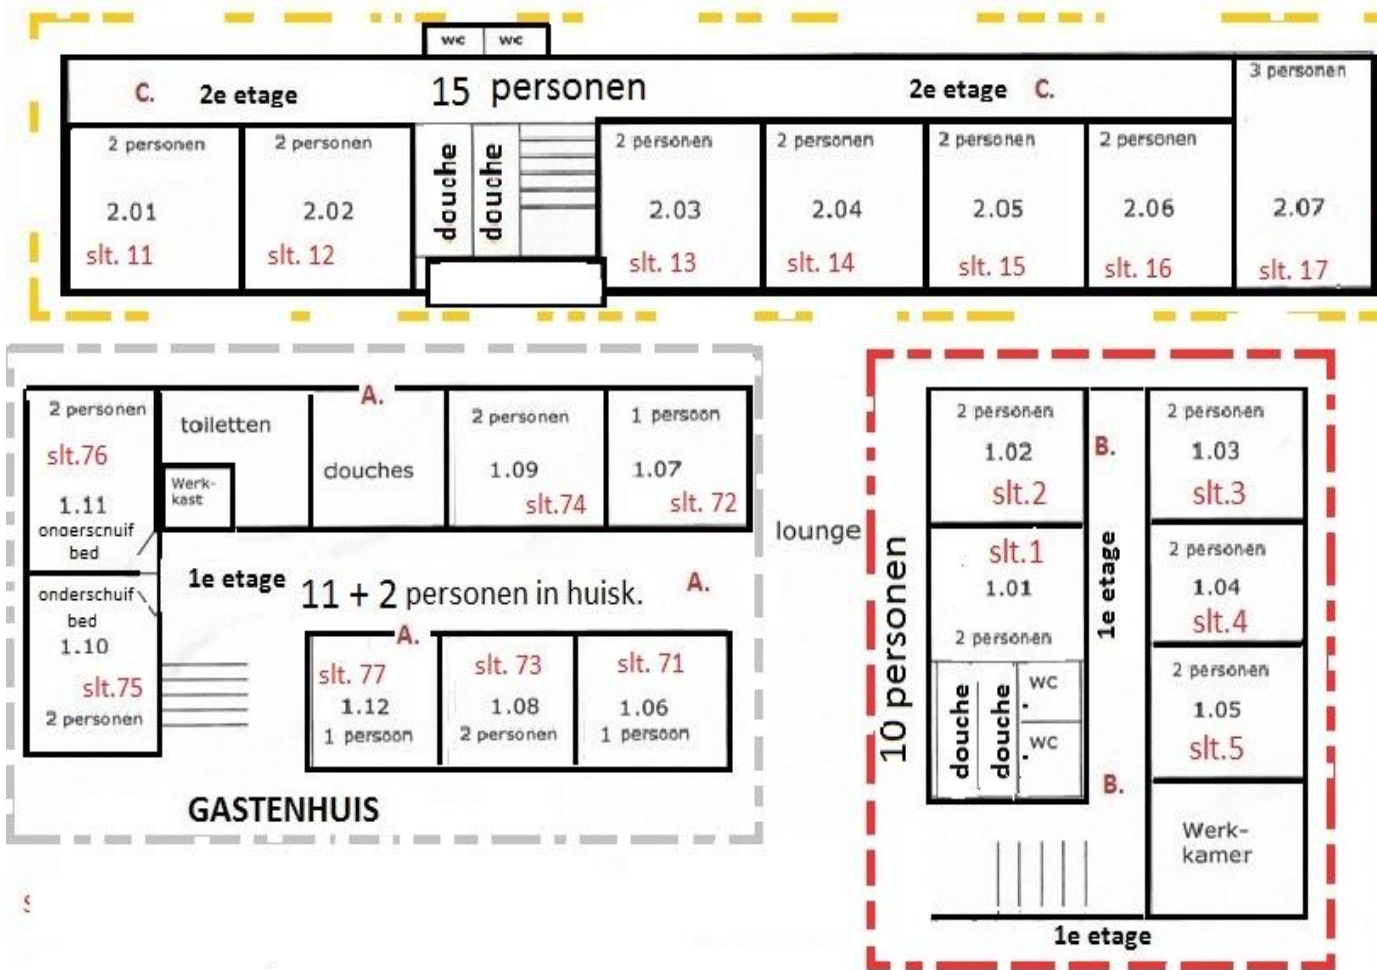 wc wc
C. 2e etage 15 personen 2e etage C.
3 personen
2 personen 2 personen douche douche 2 personen 2 personen 2 personen 2 personen
2.01 2.02 2.03 2.04 2.05 2.06 2.07
slt. 11 slt. 12 slt. 13 slt. 14 slt. 15 slt. 16 slt. 17
2 personen
slt.76
1.11
onderschuif
bed
toiletten
Werk-
kast
A.
douches
2 personen
1.09
slt.74
1 persoon
1.07
slt. 72
1e etage 11 + 2 personen in huisk. A.
onderschuif
bed
1.10
slt.75
2 personen
A.
slt. 77
1.12
1 persoon
slt. 73
1.08
2 personen
slt. 71
1.06
1 persoon
GASTENHUIS
lounge
10 personen
2 personen
1.02
slt.2
B.
2 personen
1.03
slt.3
slt.1
1.01
2 personen
1e etage
2 personen
1.04
slt.4
douche
douche
wc
wc
2 personen
1.05
slt.5
B.
Werk-
kamer
1e etage